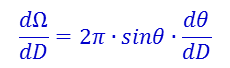 dΩ/dD = 2π · sinθ · dθ/dD